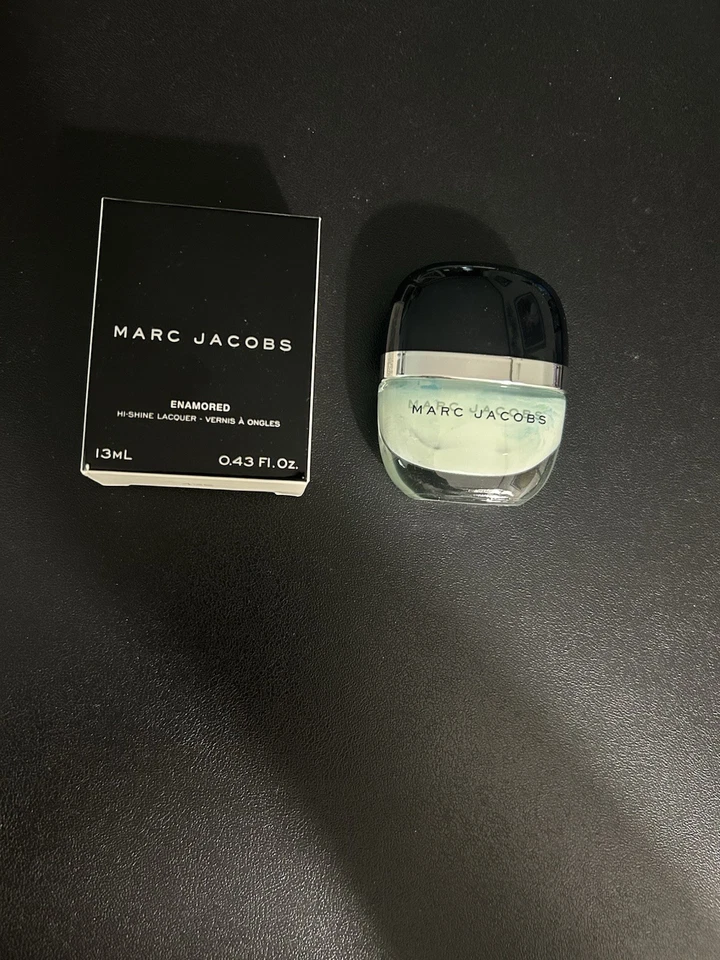 MARC JACOBS
ENAMORED
HI-SHINE LACQUER - VERNIS À ONGLES
13ML
0.43 Fl.Oz.
MARC JACOBS